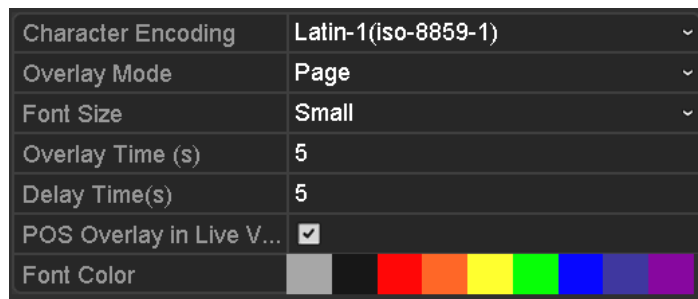 Character Encoding Latin-1(iso-8859-1)
Overlay Mode Page
Font Size Small
Overlay Time (s) 5
Delay Time(s) 5
POS Overlay in Live V...
Font Color